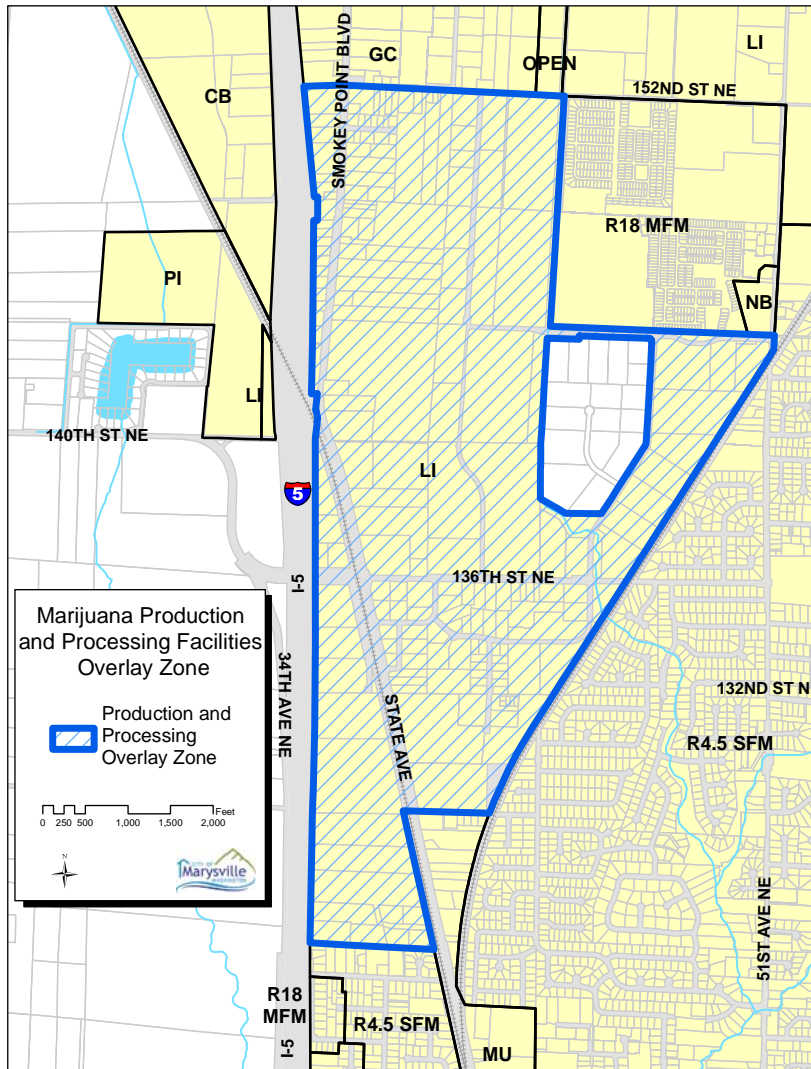 GC
OPEN
LI
152ND ST NE
CB
SMOKEY POINT BLVD
R18 MFM
PI
NB
LI
140TH ST NE
LI
5
136TH ST NE
I-5
Marijuana Production
and Processing Facilities
Overlay Zone
Production and
Processing
Overlay Zone
0 250 500 1,000 1,500 2,000
Feet
N
CITY OF
Marysville
WASHINGTON
34TH AVE NE
STATE AVE
132ND ST N
R4.5 SFM
51ST AVE NE
R18
MFM
I-5
R4.5 SFM
MU